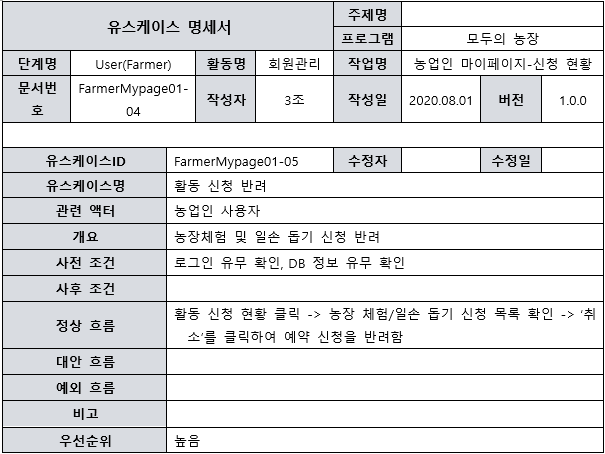 유스케이스 명세서
주제명
프로그램 모두의 농장
단계명 User(Farmer) 활동명 회원관리 작업명 농업인 마이페이지-신청 현황
문서번
호
FarmerMypage01-
04
작성자 3조 작성일 2020.08.01 버전 1.0.0
유스케이스ID FarmerMypage01-05 수정자 수정일
유스케이스명 활동 신청 반려
관련 액터 농업인 사용자
개요 농장체험 및 일손 돕기 신청 반려
사전 조건 로그인 유무 확인, DB 정보 유무 확인
사후 조건
정상 흐름 활동 신청 현황 클릭 -> 농장 체험/일손 돕기 신청 목록 확인 -> ‘취
소’를 클릭하여 예약 신청을 반려함
대안 흐름
예외 흐름
비고
우선순위 높음